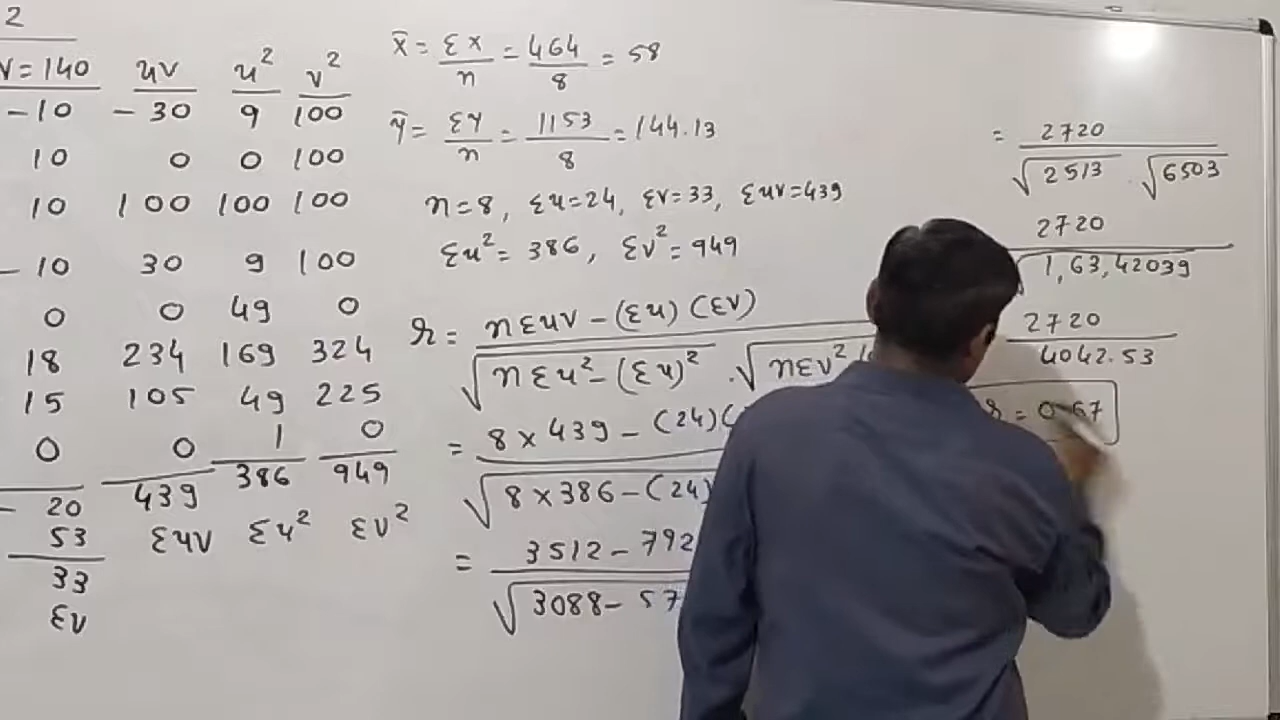 2
V = 140 uv u² v²
-10 -30 9 100
10 0 0 100
10 100 100 100
-10 30 9 100
0 0 49 0
18 234 169 324
15 105 49 225
0 0 1 0
-20 439 386 949
53 Σuv Σu² Σv²
33
Σv
x̄ = Σx/n = 464/8 = 58
ȳ = Σy/n = 1153/8 = 144.13
n=8, Σu=24, Σv=33, Σuv=439
Σu² = 386, Σv² = 949
r = nΣuv - (Σu) (Σv)
√nΣu² - (Σu)² . √nΣv²
= 8 × 439 - (24)(
√8 × 386 - (24)
= 3512 - 792
√3088 - 57
= 2720
√2513 . √6503
2720
√1,63,42039
2720
4042.53
r = 0.67